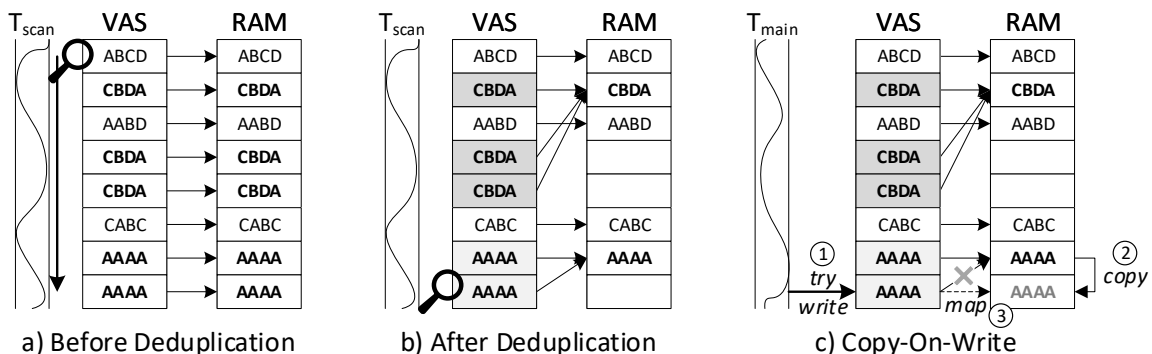 Tscan VAS RAM
ABCD ABCD
CBDA CBDA
AABD AABD
CBDA CBDA
CBDA CBDA
CABC CABC
AAAA AAAA
AAAA AAAA
a) Before Deduplication
Tscan VAS RAM
ABCD ABCD
CBDA CBDA
AABD AABD
CBDA
CBDA
CABC CABC
AAAA AAAA
AAAA
b) After Deduplication
Tmain VAS RAM
ABCD ABCD
CBDA CBDA
AABD AABD
CBDA
CBDA
CABC CABC
1 AAAA AAAA 2
try copy
AAAA AAAA
write map 3
c) Copy-On-Write